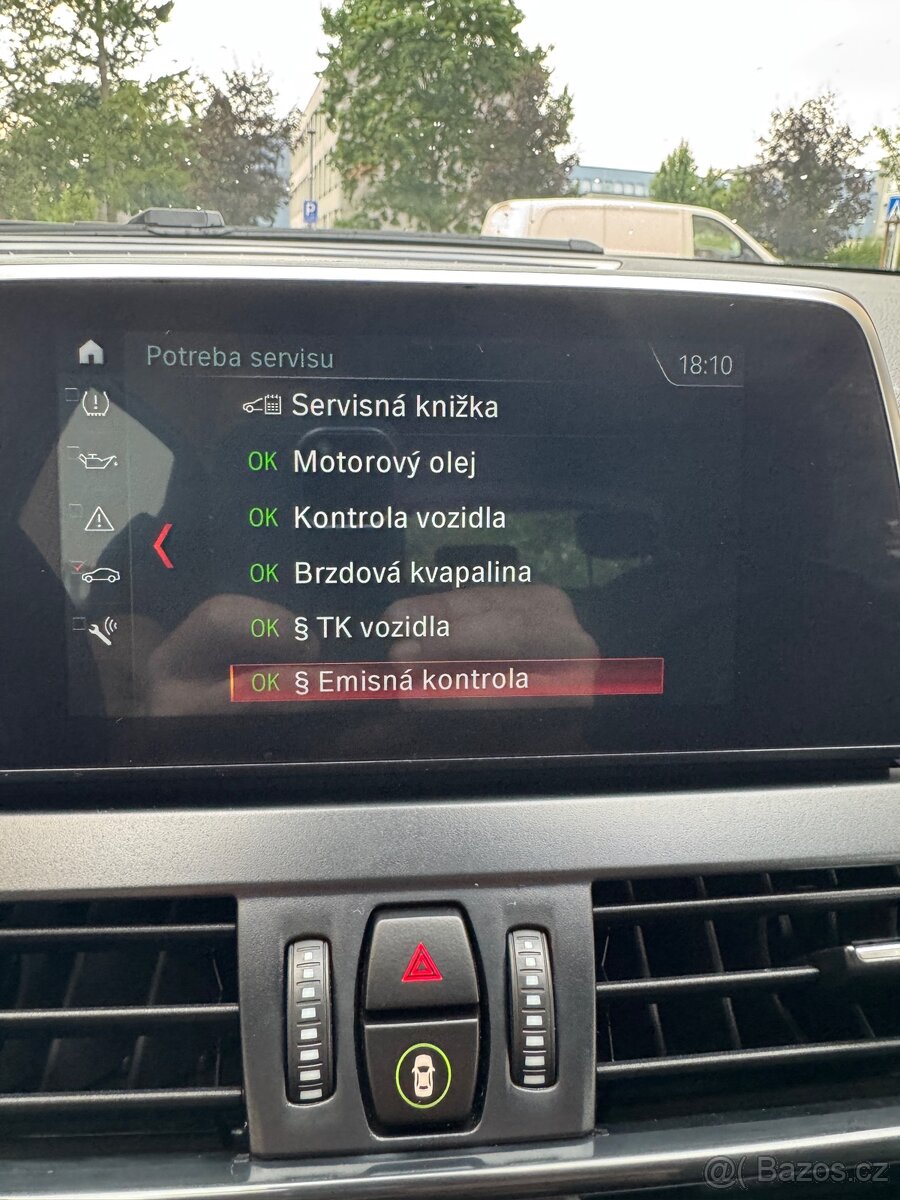 P
Potreba servisu
18:10
Servisná knižka
OK Motorový olej
OK Kontrola vozidla
OK Brzdová kvapalina
OK § TK vozidla
OK § Emisná kontrola
@( Bazos.cz